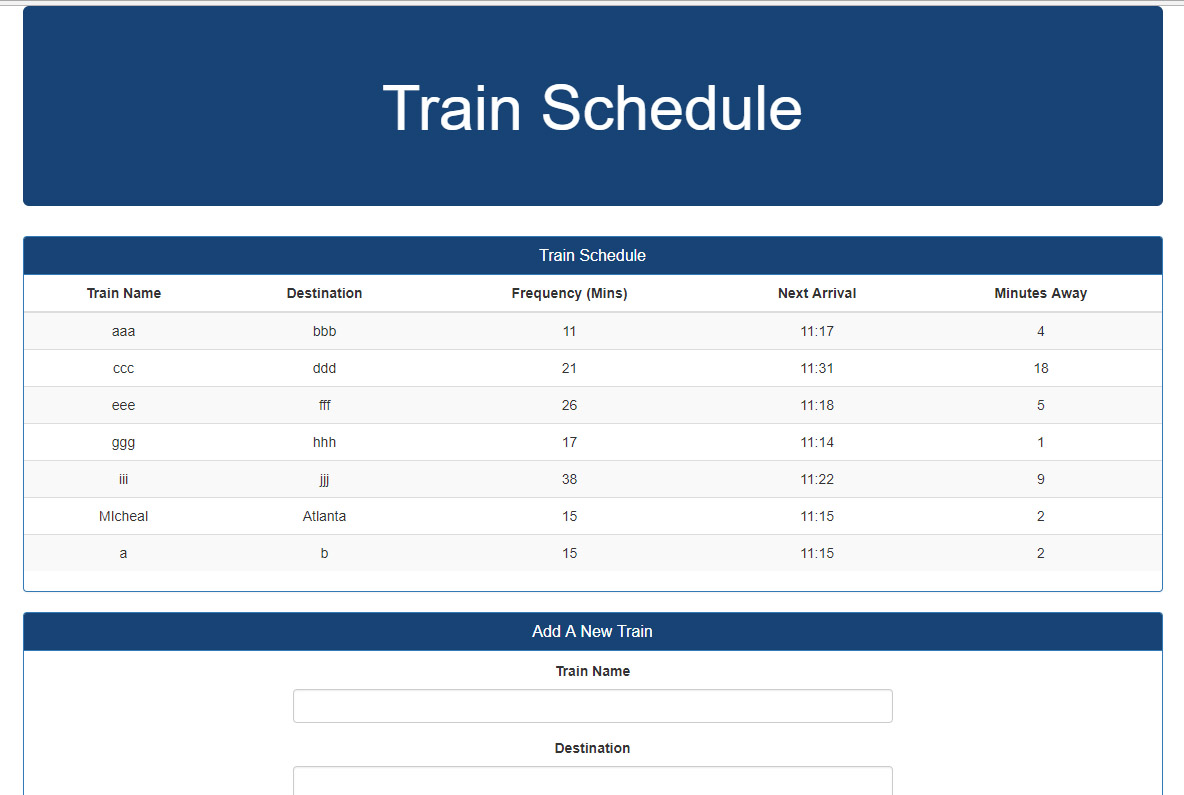 Train Schedule
Train Schedule
Train Name Destination Frequency (Mins) Next Arrival Minutes Away
aaa bbb 11 11:17 4
ccc ddd 21 11:31 18
eee fff 26 11:18 5
ggg hhh 17 11:14 1
iii jjj 38 11:22 9
MIcheal Atlanta 15 11:15 2
a b 15 11:15 2
Add A New Train
Train Name
Destination